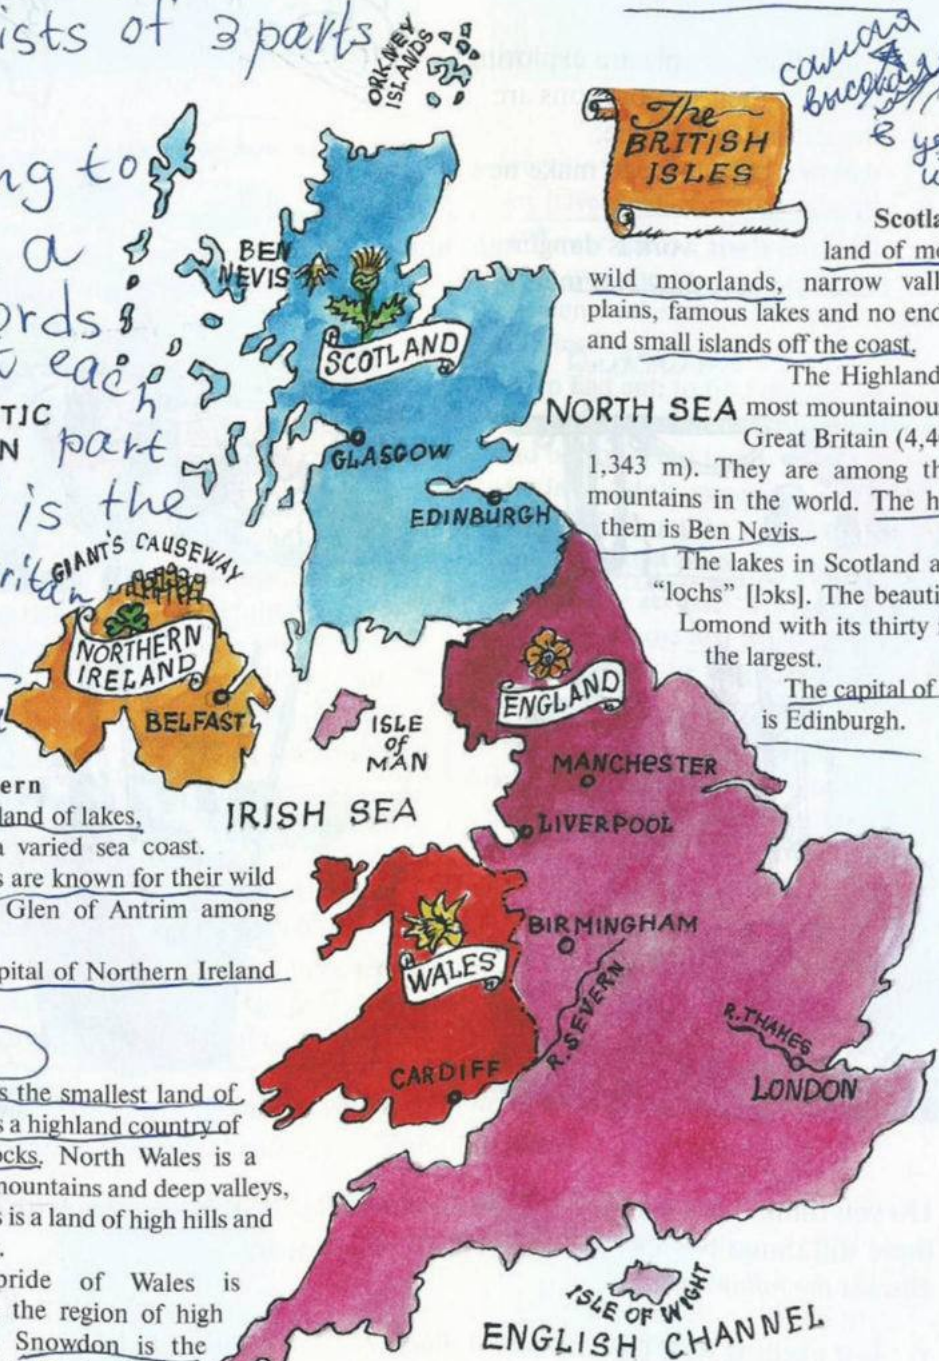 ists of 3 parts
ORKNEY
ISLANDS
самая
высокая
The
BRITISH
ISLES
ng to
a
ords
each
part
is the
BEN
NEVIS
SCOTLAND
TIC
N
NORTH SEA
GLASGOW
EDINBURGH
Scotla
land of mo
wild moorlands, narrow vall
plains, famous lakes and no end
and small islands off the coast.
The Highland
most mountainou
Great Britain (4,4
1,343 m). They are among th
mountains in the world. The h
them is Ben Nevis.
The lakes in Scotland a
“lochs” [lɔks]. The beauti
Lomond with its thirty
the largest.
The capital of
is Edinburgh.
GIANT'S CAUSEWAY
ritan
NORTHERN
IRELAND
BELFAST
ISLE
OF
MAN
ENGLAND
MANCHESTER
IRISH SEA
LIVERPOOL
ern
land of lakes,
a varied sea coast.
s are known for their wild
Glen of Antrim among
pital of Northern Ireland
BIRMINGHAM
WALES
R. SEVERN
R. THAMES
CARDIFF
LONDON
s the smallest land of
s a highland country of
ocks. North Wales is a
mountains and deep valleys,
s is a land of high hills and
pride of Wales is
the region of high
Snowdon is the
ISLE OF WIGHT
ENGLISH CHANNEL